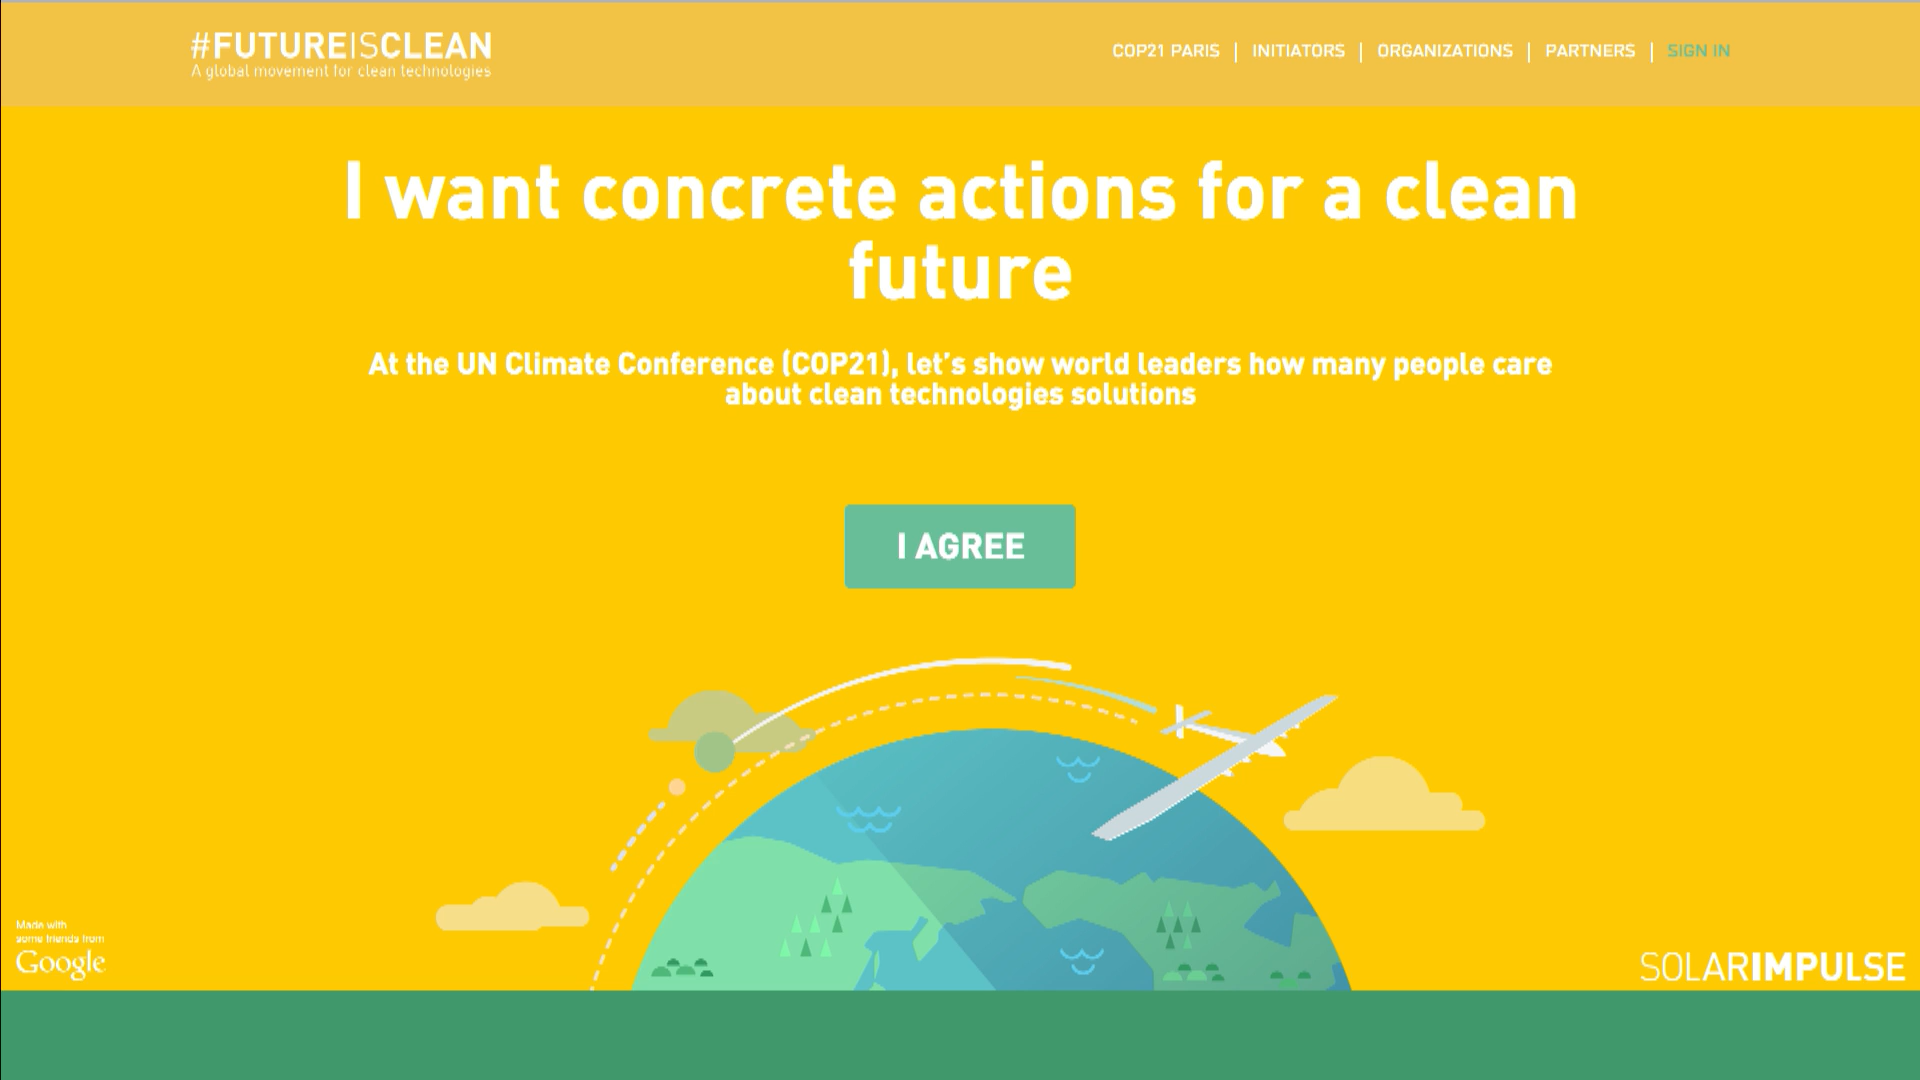 #FUTUREISCLEAN
A global movement for clean technologies
COP21 PARIS | INITIATORS | ORGANIZATIONS | PARTNERS | SIGN IN
I want concrete actions for a clean
future
At the UN Climate Conference (COP21), let's show world leaders how many people care
about clean technologies solutions
I AGREE
Made with
some friends from
Google
SOLARIMPULSE